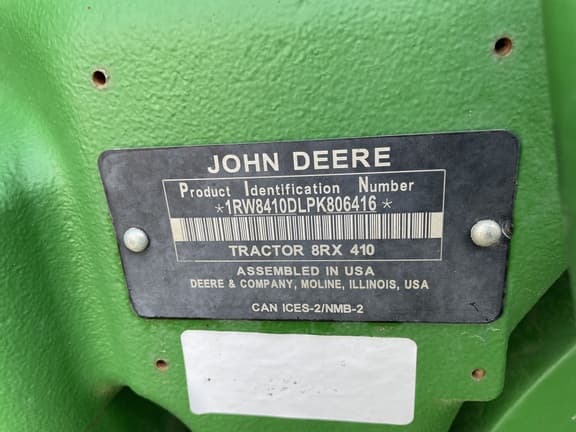 JOHN DEERE
Product Identification Number
*1RW8410DLPK806416*
TRACTOR 8RX 410
ASSEMBLED IN USA
DEERE & COMPANY, MOLINE, ILLINOIS, USA
CAN ICES-2/NMB-2